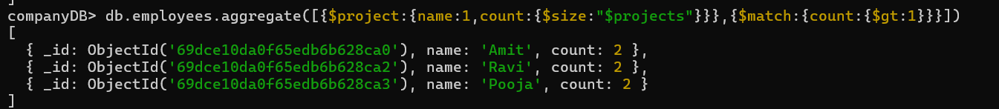 ]
companyDB> db.employees.aggregate([{$project:{name:1,count:{$size:"$projects"}}},{$match:{count:{$gt:1}}}])
[
  { _id: ObjectId('69dce10da0f65edb6b628ca0'), name: 'Amit', count: 2 },
  { _id: ObjectId('69dce10da0f65edb6b628ca2'), name: 'Ravi', count: 2 },
  { _id: ObjectId('69dce10da0f65edb6b628ca3'), name: 'Pooja', count: 2 }
]